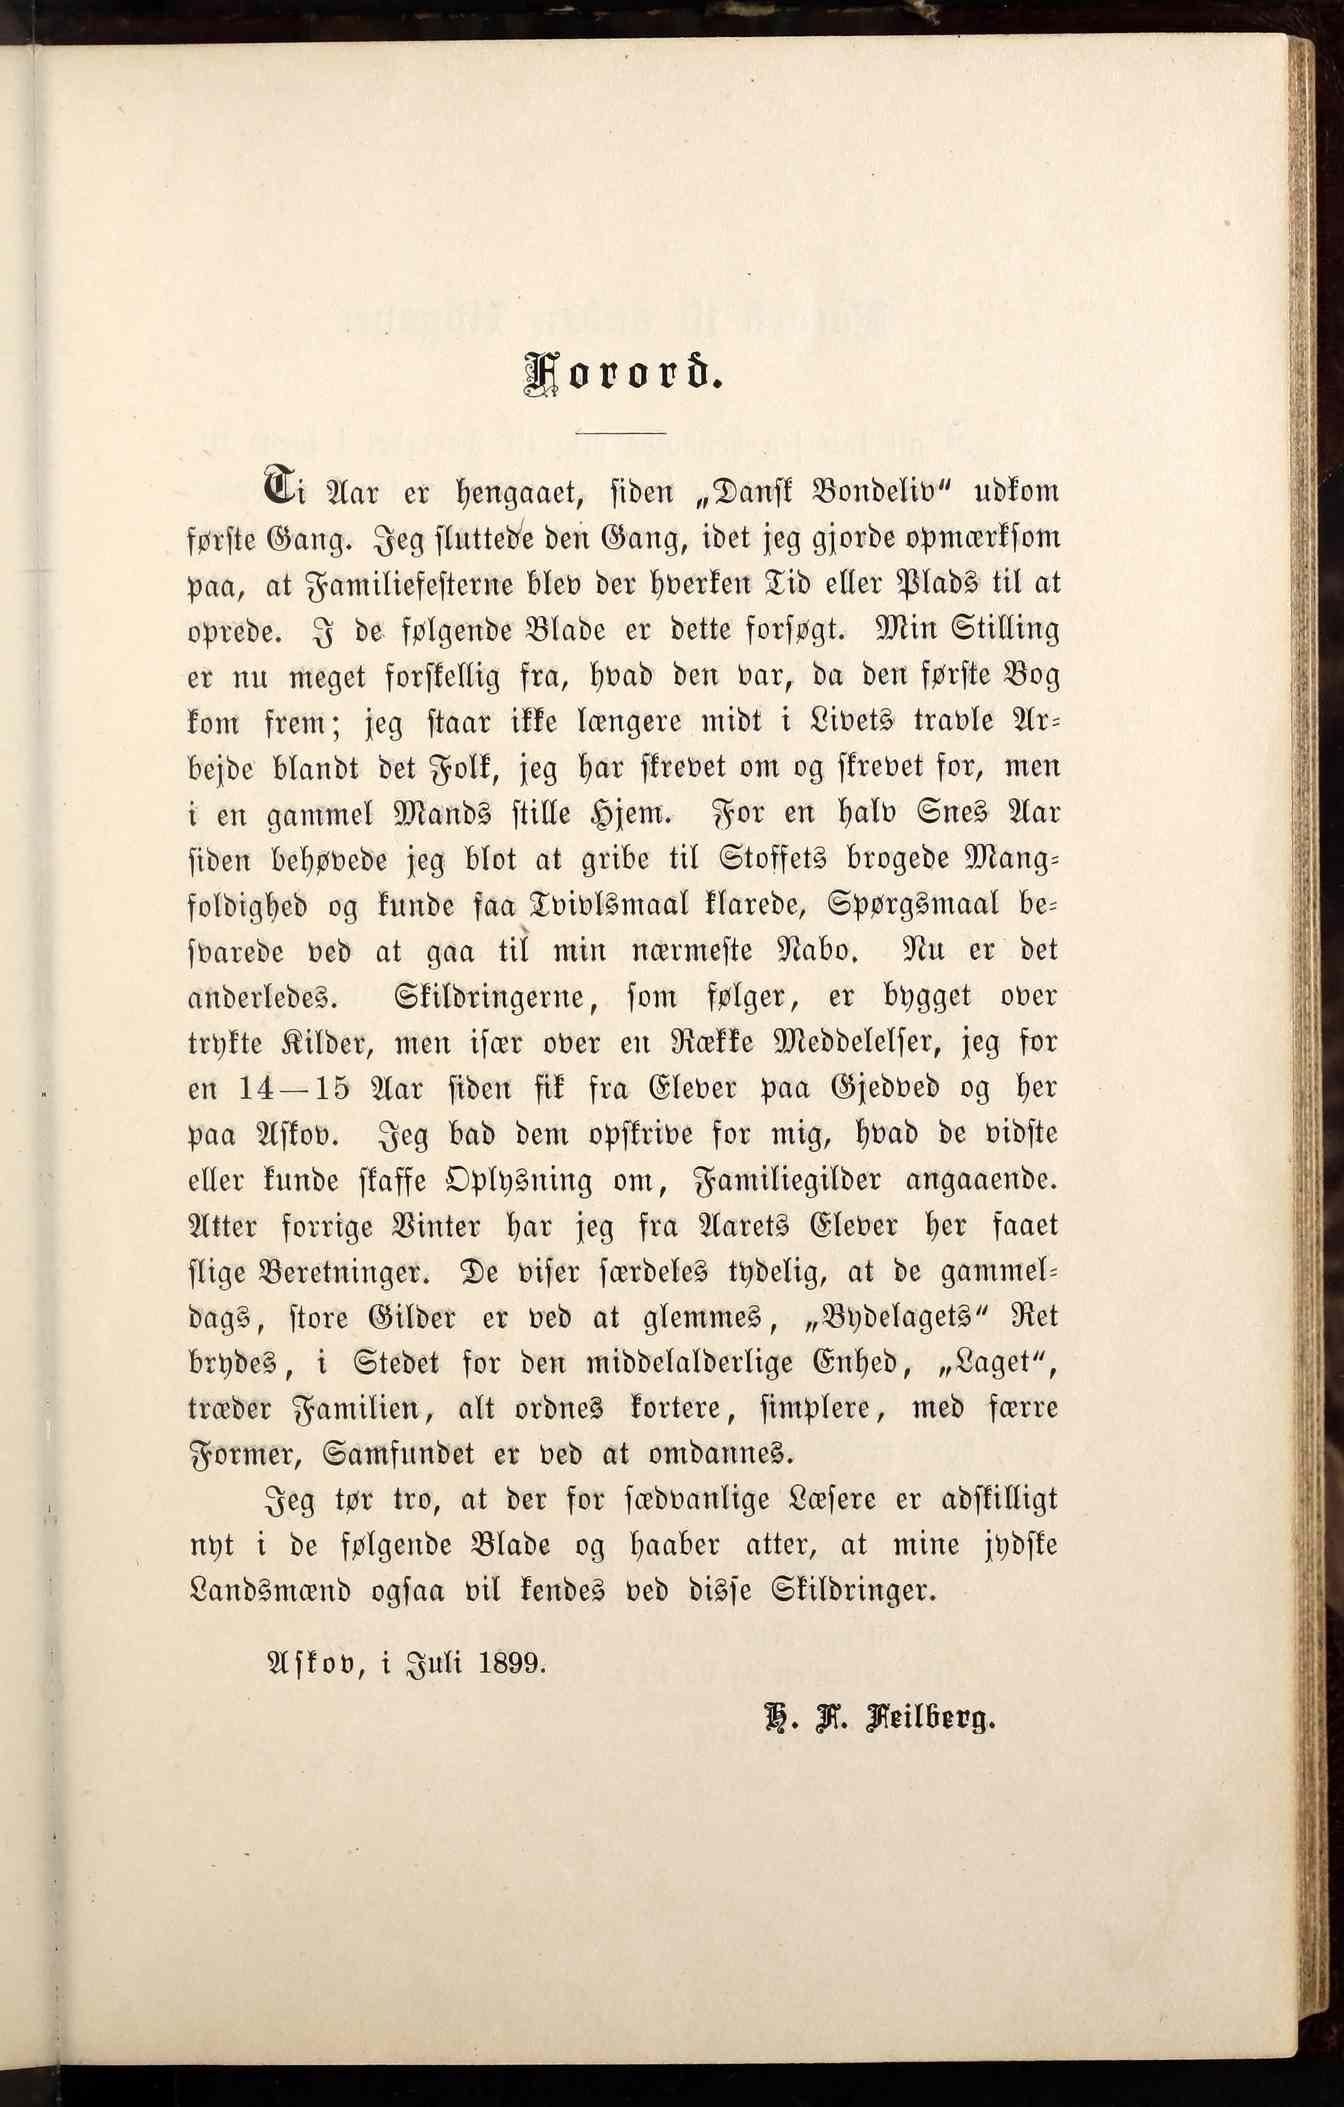 Forord.
Ti Aar er hengaaet, siden „Dansk Bondeliv“ udkom
første Gang. Jeg sluttede den Gang, idet jeg gjorde opmærksom
paa, at Familiefesterne blev der hverken Tid eller Plads til at
oprede. I de følgende Blade er dette forsøgt. Min Stilling
er nu meget forskellig fra, hvad den var, da den første Bog
kom frem; jeg staar ikke længere midt i Livets travle Ar-
bejde blandt det Folk, jeg har skrevet om og skrevet for, men
i en gammel Mands stille Hjem. For en halv Snes Aar
siden behøvede jeg blot at gribe til Stoffets brogede Mang-
foldighed og kunde faa Tvivlsmaal klarede, Spørgsmaal be-
svarede ved at gaa til min nærmeste Nabo. Nu er det
anderledes. Skildringerne, som følger, er bygget over
trykte Kilder, men især over en Række Meddelelser, jeg for
en 14—15 Aar siden fik fra Elever paa Gjedved og her
paa Askov. Jeg bad dem opskrive for mig, hvad de vidste
eller kunde skaffe Oplysning om, Familiegilder angaaende.
Atter forrige Vinter har jeg fra Aarets Elever her faaet
slige Beretninger. De viser særdeles tydelig, at de gammel-
dags, store Gilder er ved at glemmes, „Bydelagets“ Ret
brydes, i Stedet for den middelalderlige Enhed, „Laget“,
træder Familien, alt ordnes kortere, simplere, med færre
Former, Samfundet er ved at omdannes.
Jeg tør tro, at der for sædvanlige Læsere er adskilligt
nyt i de følgende Blade og haaber atter, at mine jydske
Landsmænd ogsaa vil kendes ved disse Skildringer.
Askov, i Juli 1899.
H. F. Feilberg.